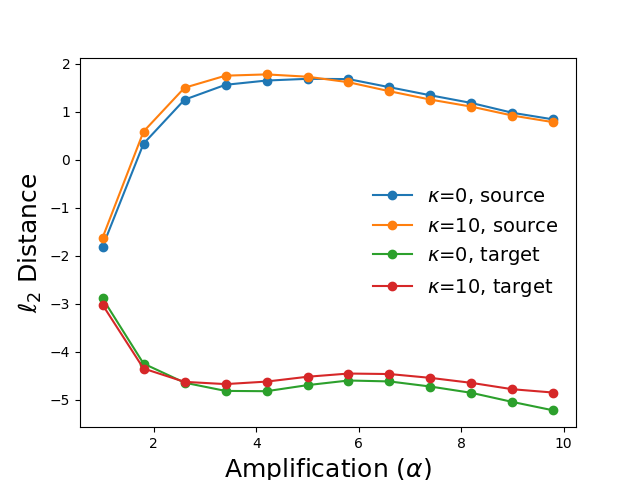 2
1
0
−1
−2
−3
−4
−5
ℓ₂ Distance
κ=0, source
κ=10, source
κ=0, target
κ=10, target
2 4 6 8 10
Amplification (α)